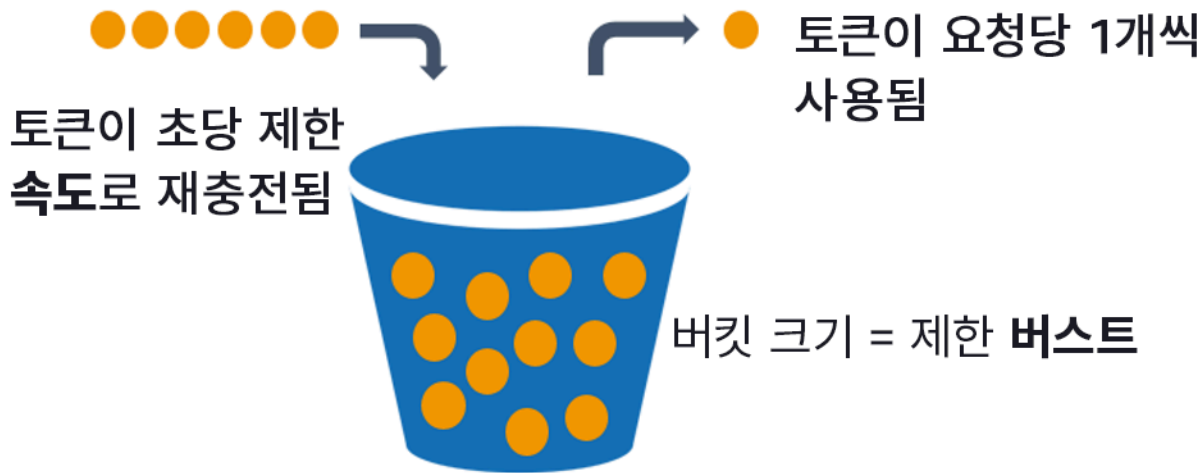 토큰이 요청당 1개씩
사용됨
토큰이 초당 제한
속도로 재충전됨
버킷 크기 = 제한 버스트